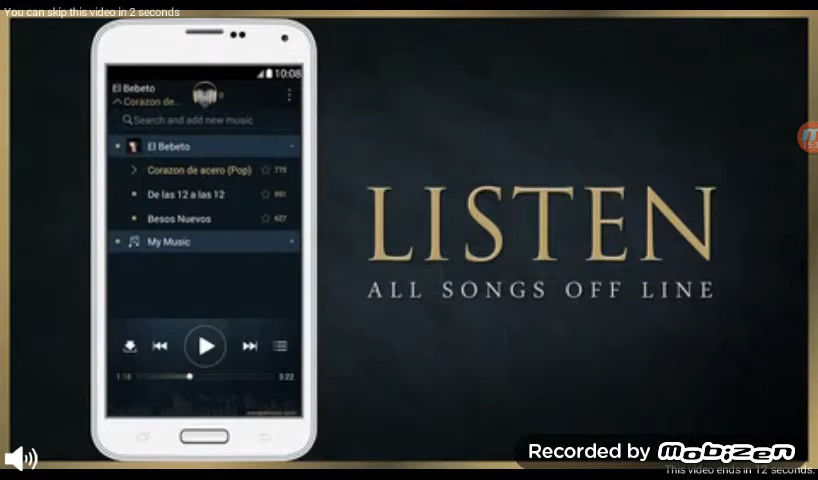 You can skip this video in 2 seconds
10:08
El Bebeto
Corazon de...
Search and add new music
El Bebeto
Corazon de acero (Pop)
De las 12 a las 12
Besos Nuevos
627
My Music
1:18
3:22
LISTEN
ALL SONGS OFF LINE
Recorded by Mobizen
This video ends in 12 seconds.